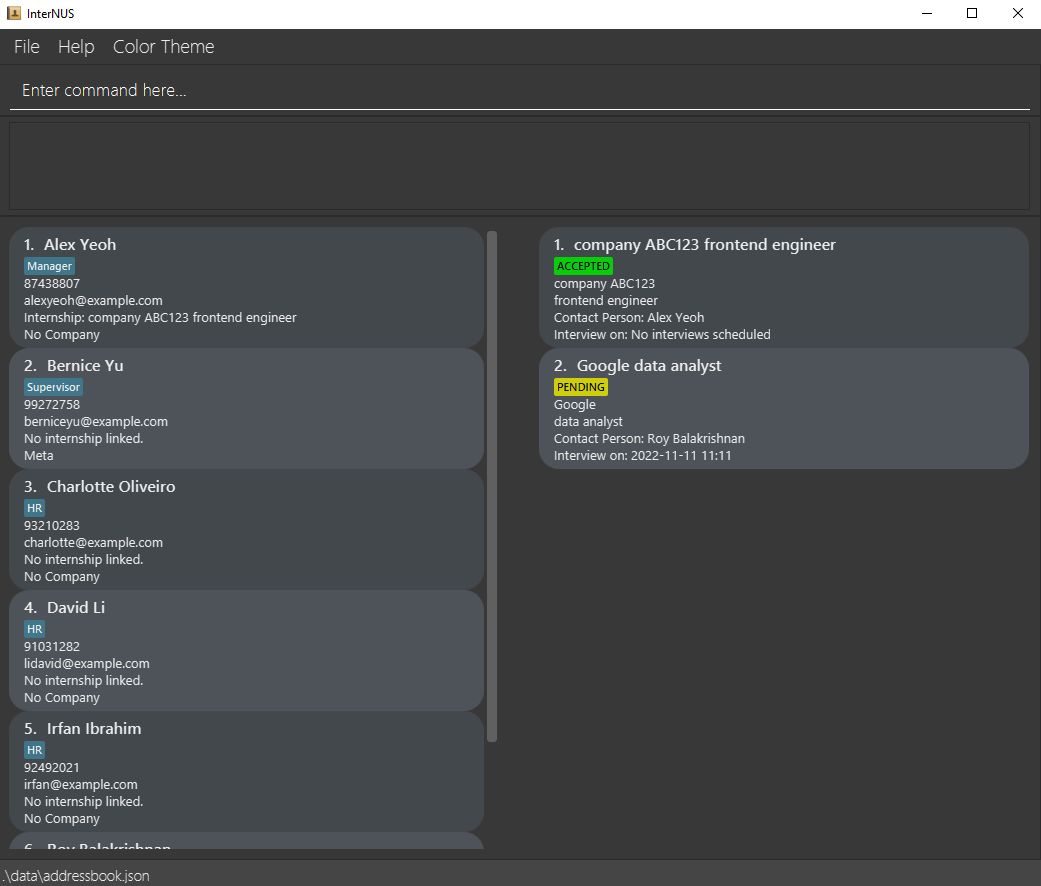 InterNUS
File Help Color Theme
Enter command here...
1. Alex Yeoh
Manager
87438807
alexyeoh@example.com
Internship: company ABC123 frontend engineer
No Company
2. Bernice Yu
Supervisor
99272758
berniceyu@example.com
No internship linked.
Meta
3. Charlotte Oliveiro
HR
93210283
charlotte@example.com
No internship linked.
No Company
4. David Li
HR
91031282
lidavid@example.com
No internship linked.
No Company
5. Irfan Ibrahim
HR
92492021
irfan@example.com
No internship linked.
No Company
6. Roy Balakrishnan
1. company ABC123 frontend engineer
ACCEPTED
company ABC123
frontend engineer
Contact Person: Alex Yeoh
Interview on: No interviews scheduled
2. Google data analyst
PENDING
Google
data analyst
Contact Person: Roy Balakrishnan
Interview on: 2022-11-11 11:11
.\data\addressbook.json